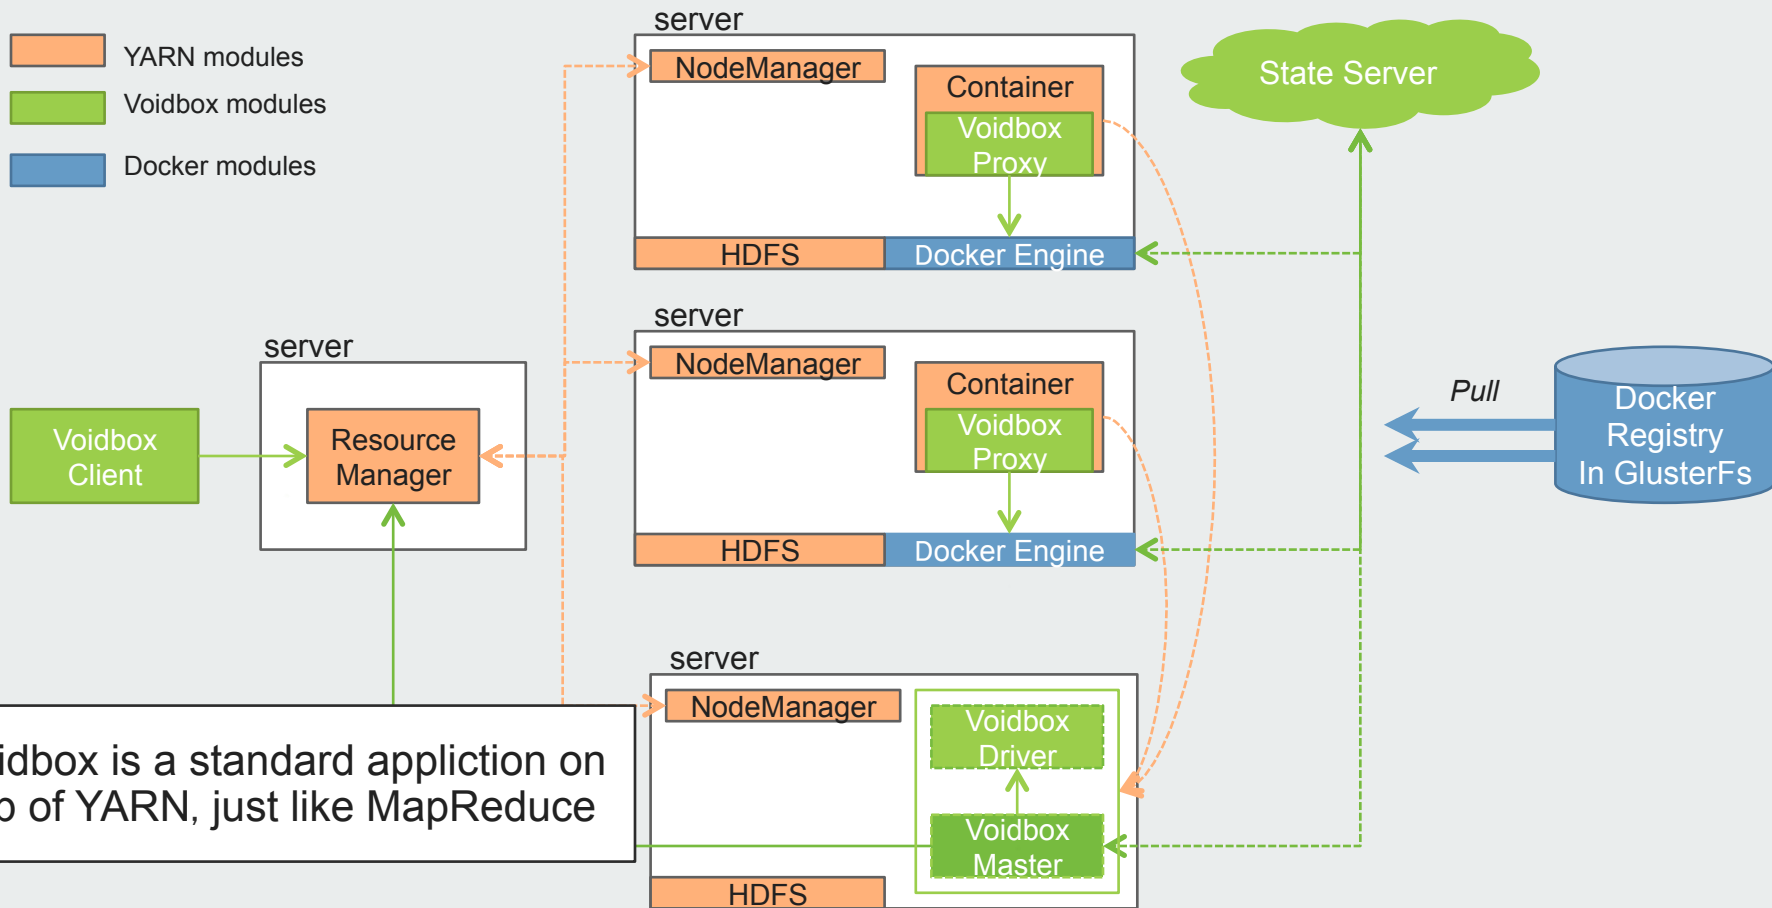 YARN modules
Voidbox modules
Docker modules
server
NodeManager
Container
Voidbox
Proxy
HDFS
Docker Engine
State Server
server
NodeManager
Container
Voidbox
Proxy
HDFS
Docker Engine
server
Resource
Manager
Voidbox
Client
Pull
Docker
Registry
In GlusterFs
server
NodeManager
Voidbox
Driver
Voidbox
Master
HDFS
idbox is a standard appliction on
of YARN, just like MapReduce